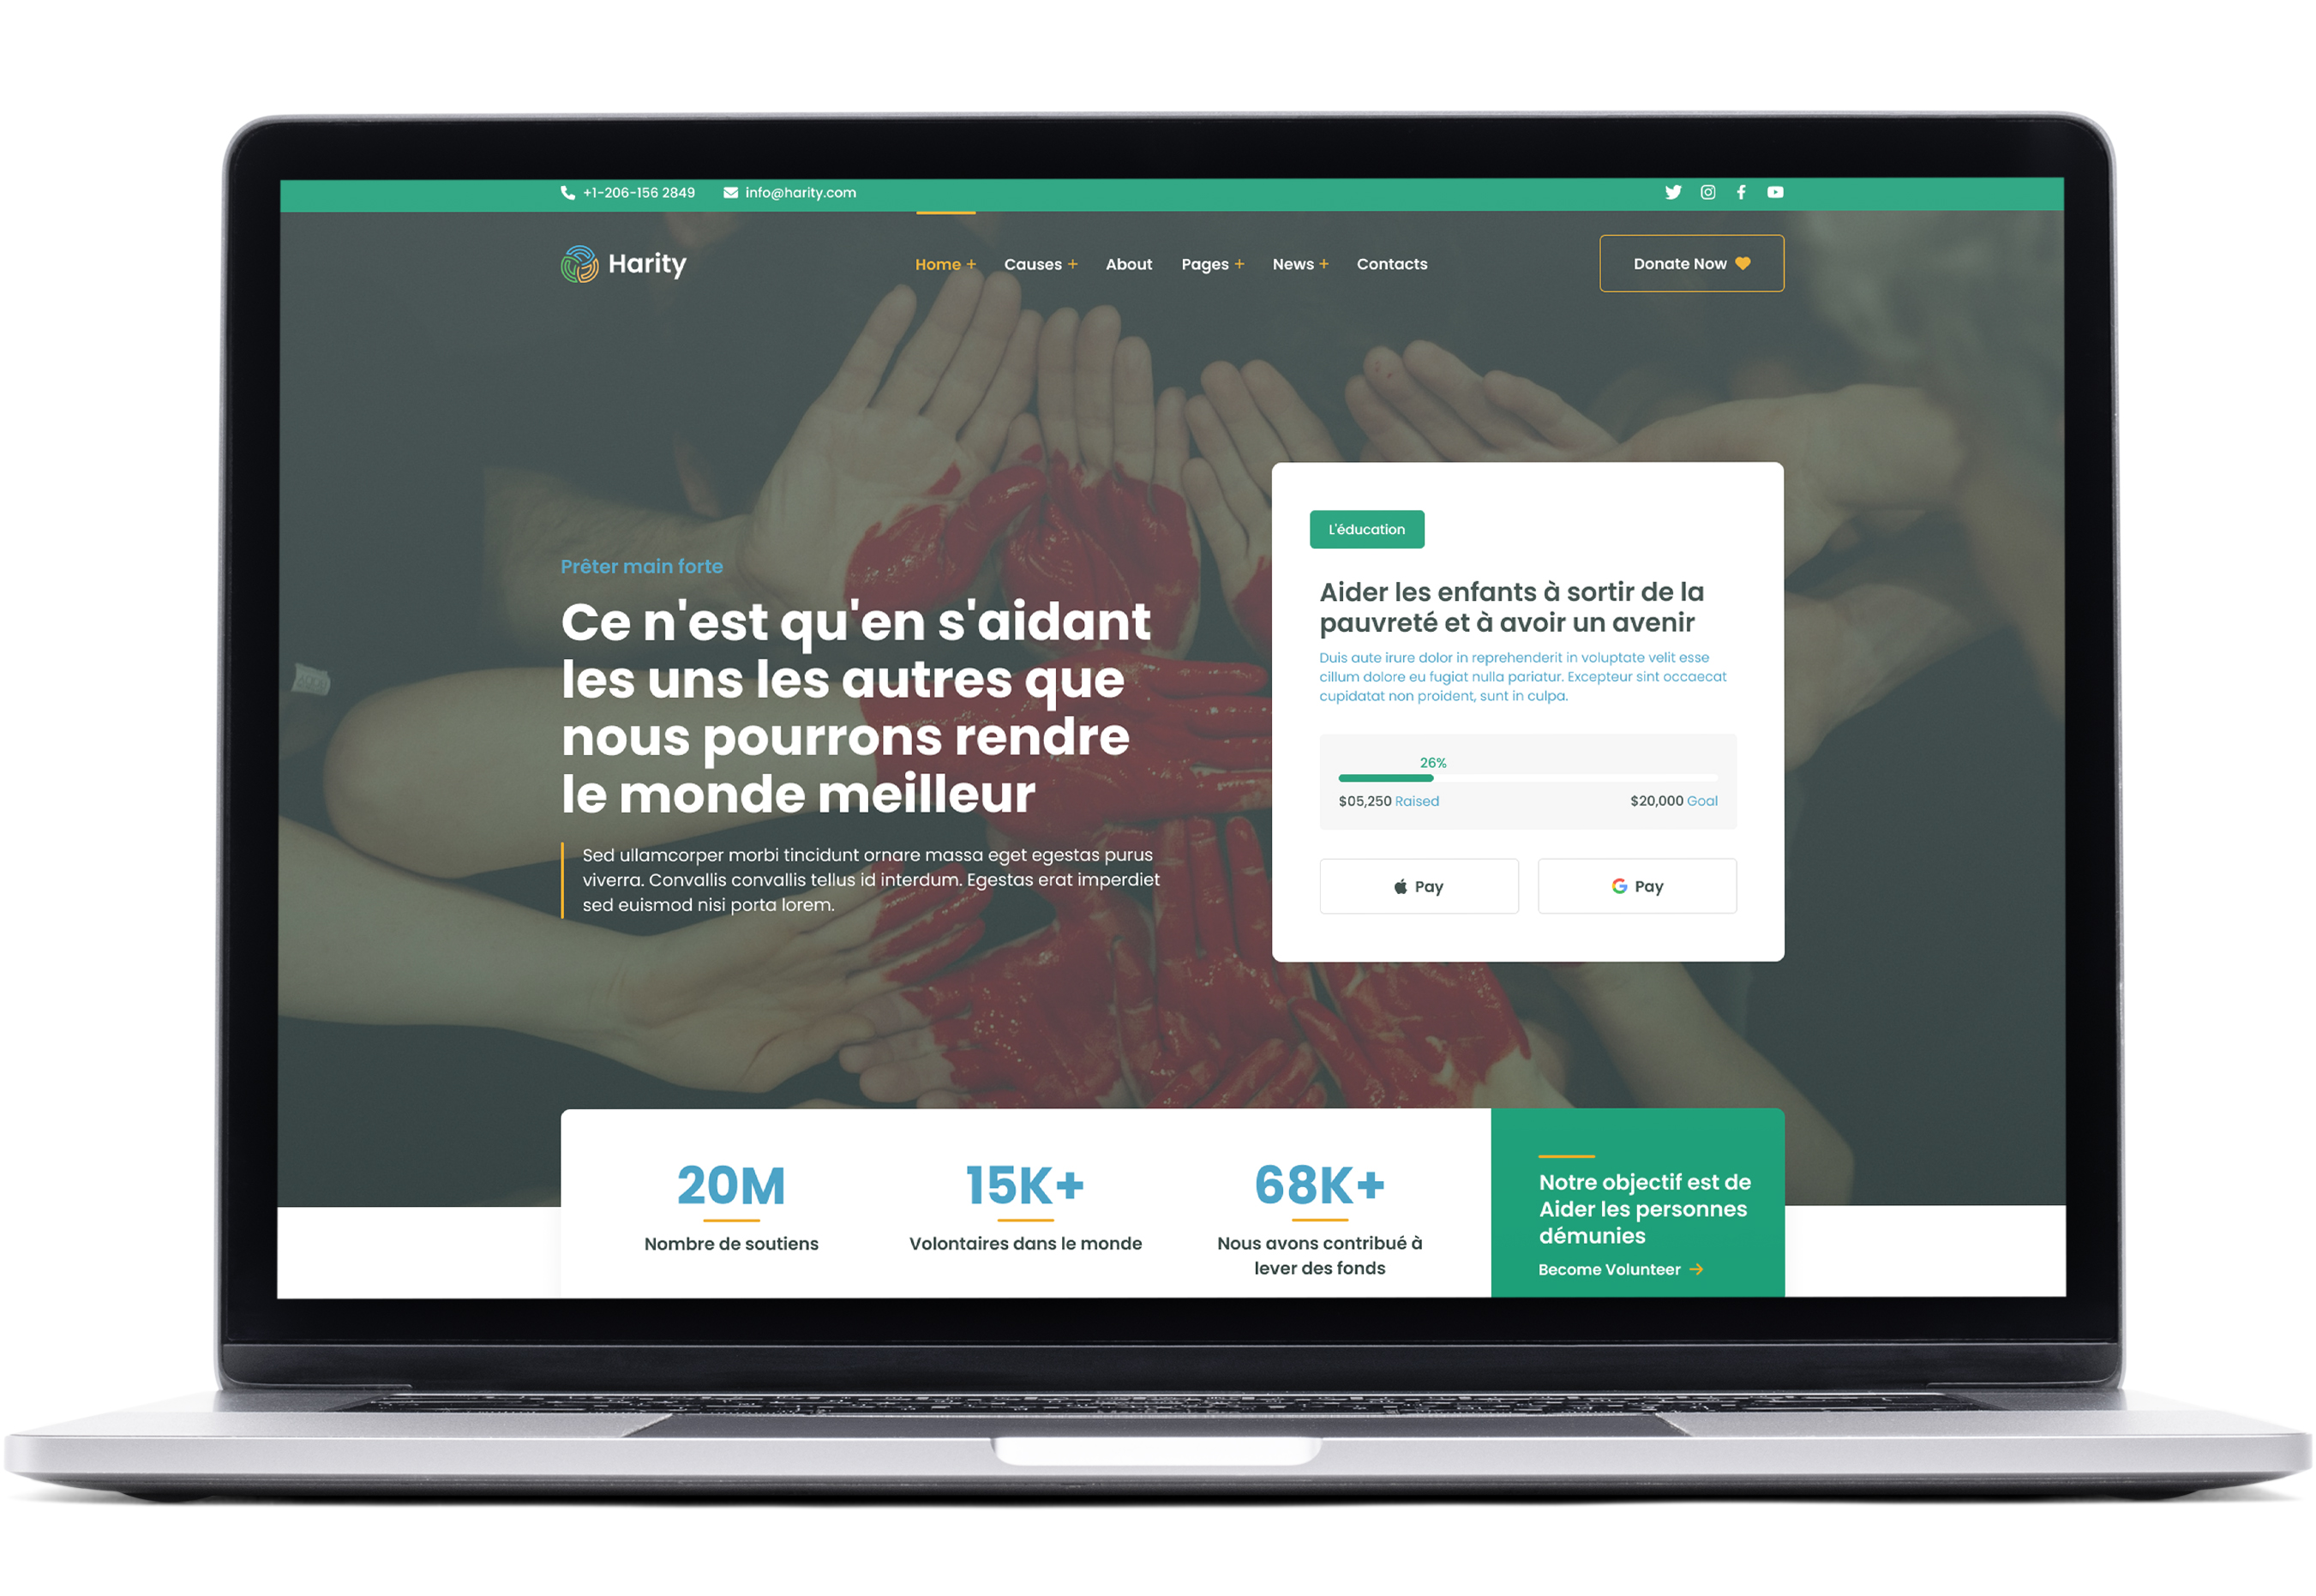 +1-206-156 2849 info@harity.com
Harity Home + Causes + About Pages + News + Contacts Donate Now
Prêter main forte
Ce n'est qu'en s'aidant
les uns les autres que
nous pourrons rendre
le monde meilleur
Sed ullamcorper morbi tincidunt ornare massa eget egestas purus
viverra. Convallis convallis tellus id interdum. Egestas erat imperdiet
sed euismod nisi porta lorem.
L'éducation
Aider les enfants à sortir de la
pauvreté et à avoir un avenir
Duis aute irure dolor in reprehenderit in voluptate velit esse
cillum dolore eu fugiat nulla pariatur. Excepteur sint occaecat
cupidatat non proident, sunt in culpa.
26%
$05,250 Raised $20,000 Goal
Pay G Pay
20M
Nombre de soutiens
15K+
Volontaires dans le monde
68K+
Nous avons contribué à
lever des fonds
Notre objectif est de
Aider les personnes
démunies
Become Volunteer →